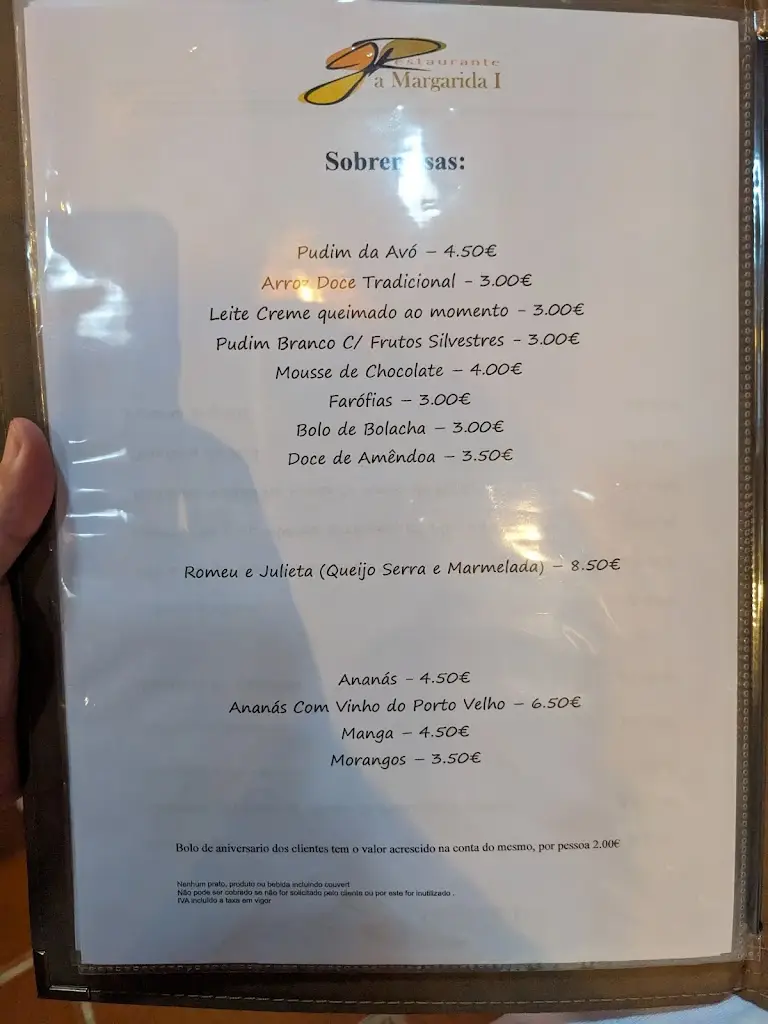 Restaurante
a Margarida I
Sobremesas:
Pudim da Avó – 4.50€
Arroz Doce Tradicional - 3.00€
Leite Creme queimado ao momento - 3.00€
Pudim Branco C/ Frutos Silvestres - 3.00€
Mousse de Chocolate – 4.00€
Farófias – 3.00€
Bolo de Bolacha – 3.00€
Doce de Amêndoa – 3.50€
Romeu e Julieta (Queijo Serra e Marmelada) – 8.50€
Ananás - 4.50€
Ananás Com Vinho do Porto Velho – 6.50€
Manga – 4.50€
Morangos – 3.50€
Bolo de aniversario dos clientes tem o valor acrescido na conta do mesmo, por pessoa 2.00€
Nenhum prato, produto ou bebida incluindo couvert
Não pode ser cobrado se não for solicitado pelo cliente ou por este for inutilizado .
IVA incluído a taxa em vigor